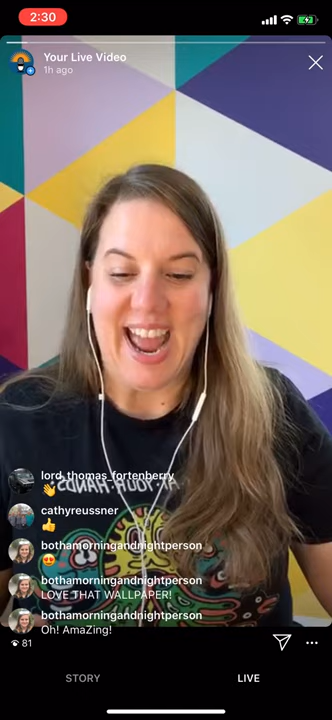 2:30
Your Live Video
1h ago
lord_thomas_fortenberry
👋
cathyreussner
👍
bothamorningandnightperson
😍
bothamorningandnightperson
LOVE THAT WALLPAPER!
bothamorningandnightperson
Oh! AmaZing!
81
STORY
LIVE